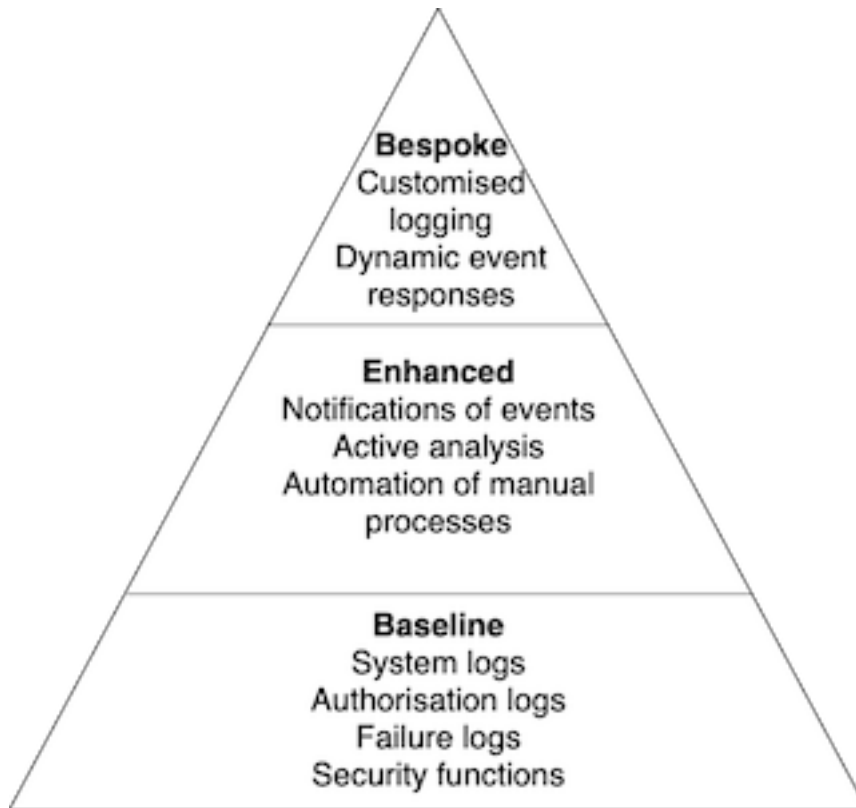 Bespoke
Customised
logging
Dynamic event
responses
Enhanced
Notifications of events
Active analysis
Automation of manual
processes
Baseline
System logs
Authorisation logs
Failure logs
Security functions